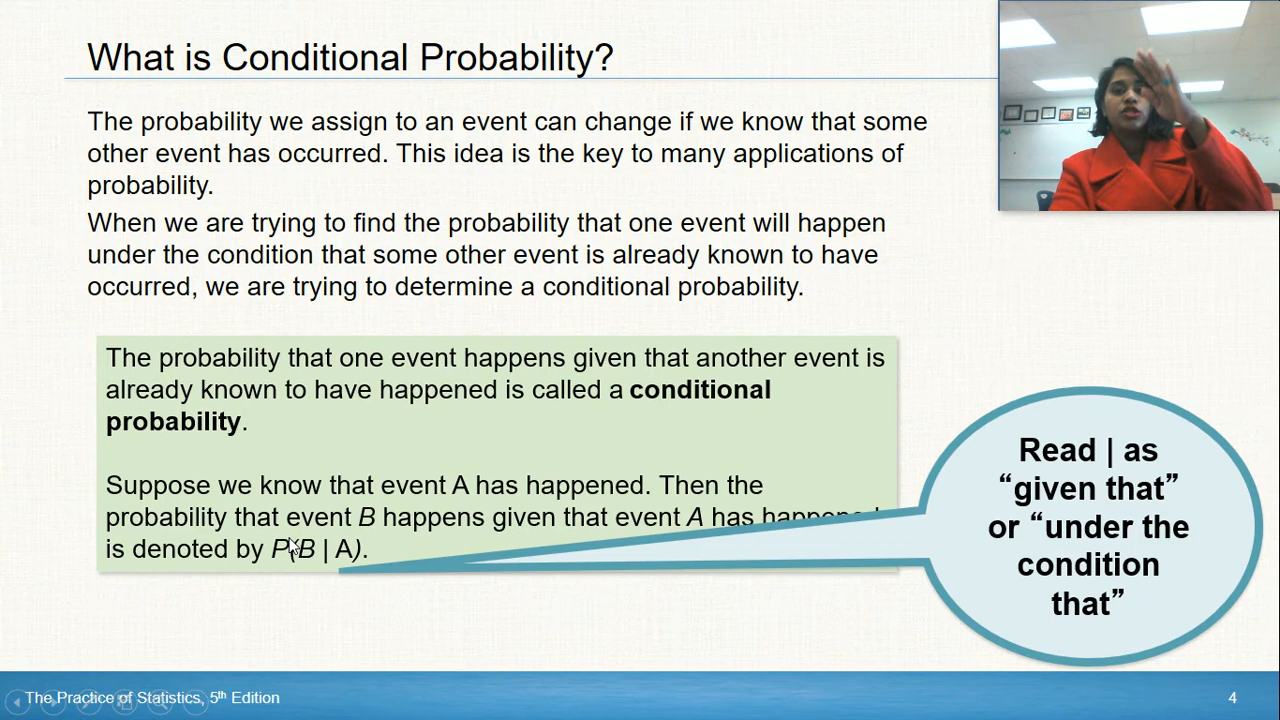 What is Conditional Probability?
The probability we assign to an event can change if we know that some
other event has occurred. This idea is the key to many applications of
probability.
When we are trying to find the probability that one event will happen
under the condition that some other event is already known to have
occurred, we are trying to determine a conditional probability.
The probability that one event happens given that another event is
already known to have happened is called a conditional
probability.
Suppose we know that event A has happened. Then the
probability that event B happens given that event A has happened
is denoted by P(B | A).
Read | as
“given that”
or “under the
condition
that”
The Practice of Statistics, 5th Edition
4